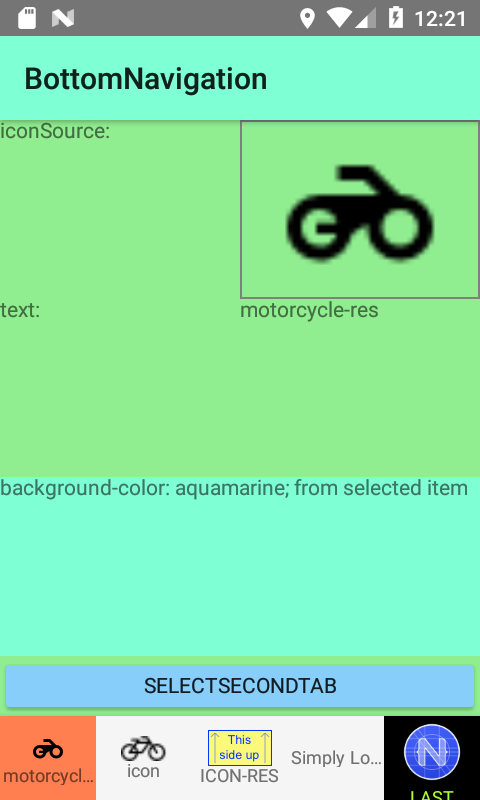 12:21
BottomNavigation
iconSource:
text:
motorcycle-res
background-color: aquamarine; from selected item
SELECTSECONDTAB
motorcycl...
icon
This
side up
ICON-RES
Simply Lo...
LAST